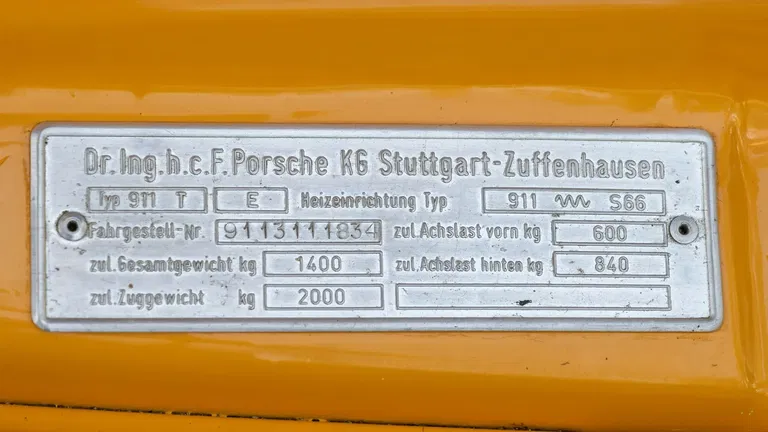 Dr. Ing. h. c. F. Porsche KG Stuttgart-Zuffenhausen
Typ 911 T E Heizeinrichtung Typ 911 S66
Fahrgestell-Nr. 9113111834 zul. Achslast vorn kg 600
zul. Gesamtgewicht kg 1400 zul. Achslast hinten kg 840
zul. Zuggewicht kg 2000